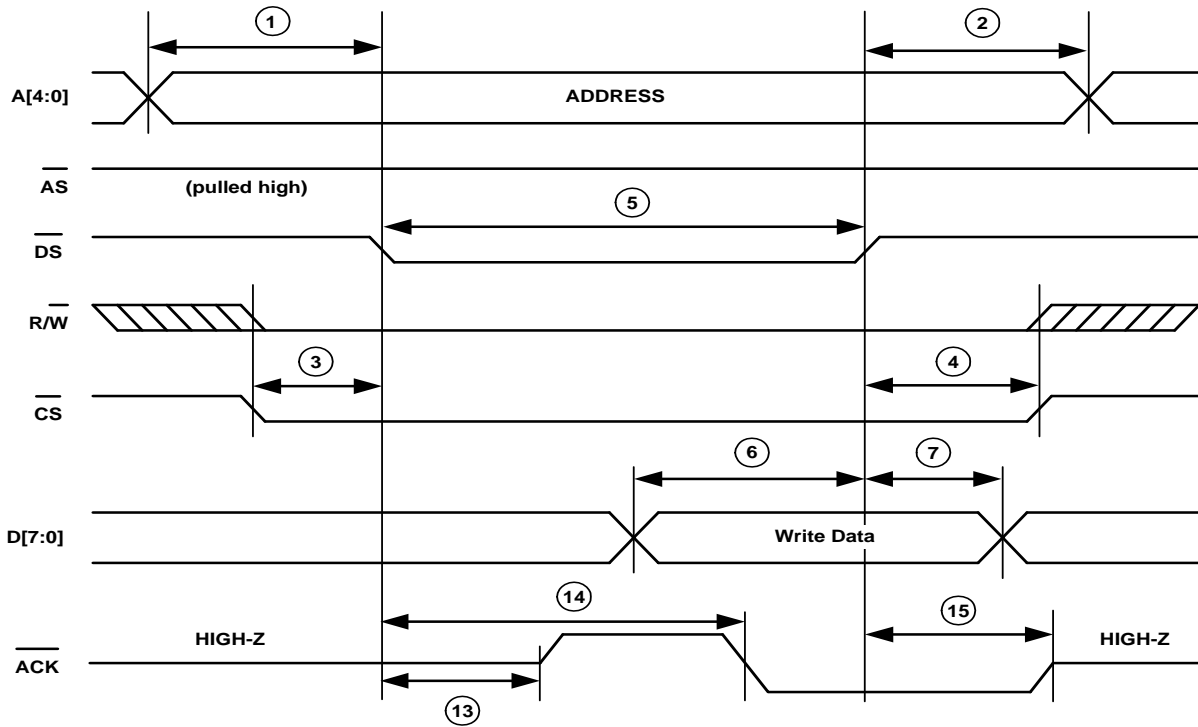 1
2
A[4:0]
ADDRESS
AS
(pulled high)
5
DS
R/W
3
4
CS
6
7
D[7:0]
Write Data
14
15
HIGH-Z
HIGH-Z
ACK
13